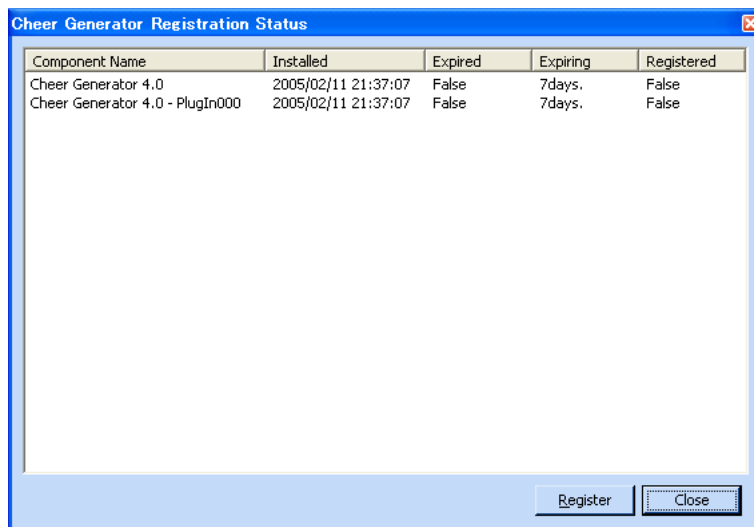 Cheer Generator Registration Status
Component Name Installed Expired Expiring Registered
Cheer Generator 4.0 2005/02/11 21:37:07 False 7days. False
Cheer Generator 4.0 - PlugIn000 2005/02/11 21:37:07 False 7days. False
Register Close